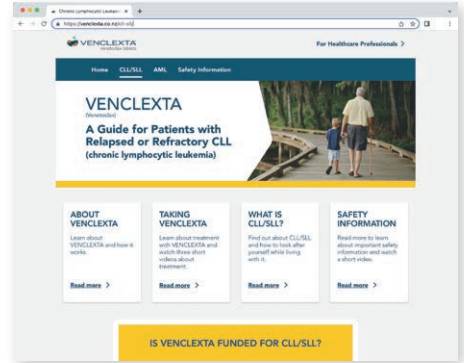 Chronic Lymphocytic Leukaem
https://venclexta.co.nz/cll-sll/
VENCLEXTA
venetoclax tablets
For Healthcare Professionals >
Home CLL/SLL AML Safety Information
VENCLEXTA
(Venetoclax)
A Guide for Patients with
Relapsed or Refractory CLL
(chronic lymphocytic leukemia)
ABOUT
VENCLEXTA
Learn about
VENCLEXTA and how it
works.
Read more >
TAKING
VENCLEXTA
Learn about treatment
with VENCLEXTA and
watch three short
videos about
treatment.
Read more >
WHAT IS
CLL/SLL?
Find out about CLL/SLL
and how to look after
yourself while living
with it.
Read more >
SAFETY
INFORMATION
Read more to learn
about important safety
information and watch
a short video.
Read more >
IS VENCLEXTA FUNDED FOR CLL/SLL?